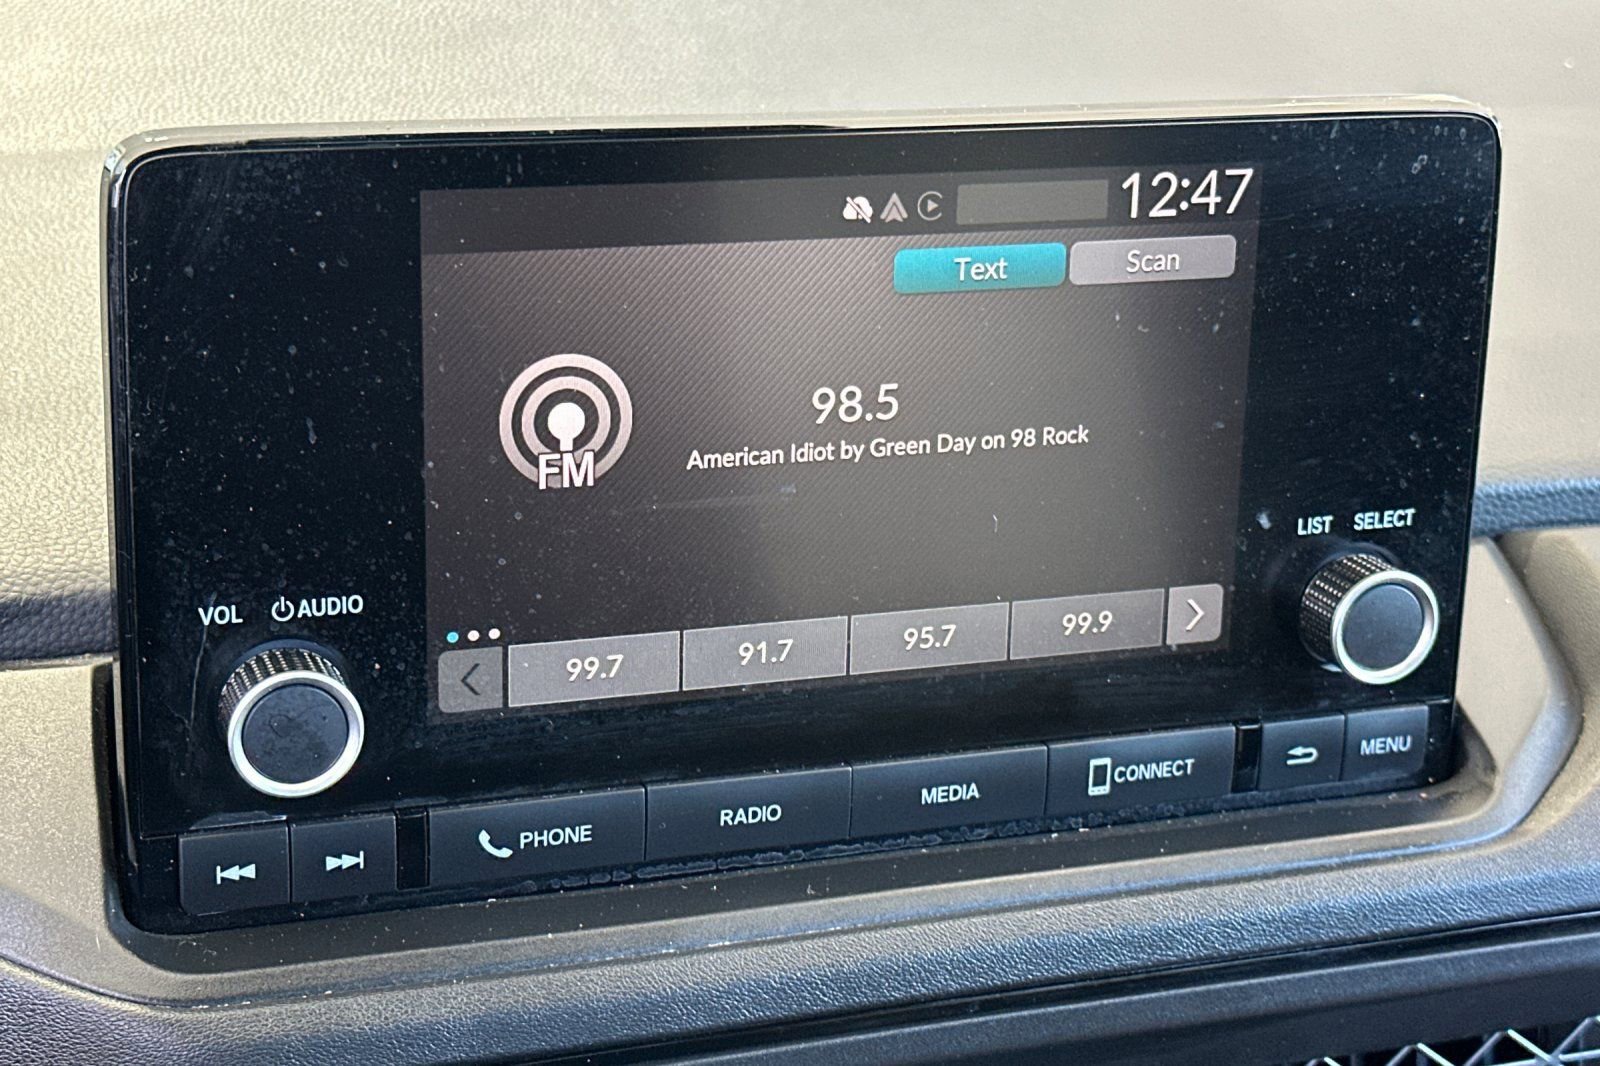 12:47
Text Scan
98.5
American Idiot by Green Day on 98 Rock
FM
LIST SELECT
VOL AUDIO
99.7 91.7 95.7 99.9
PHONE RADIO MEDIA CONNECT MENU